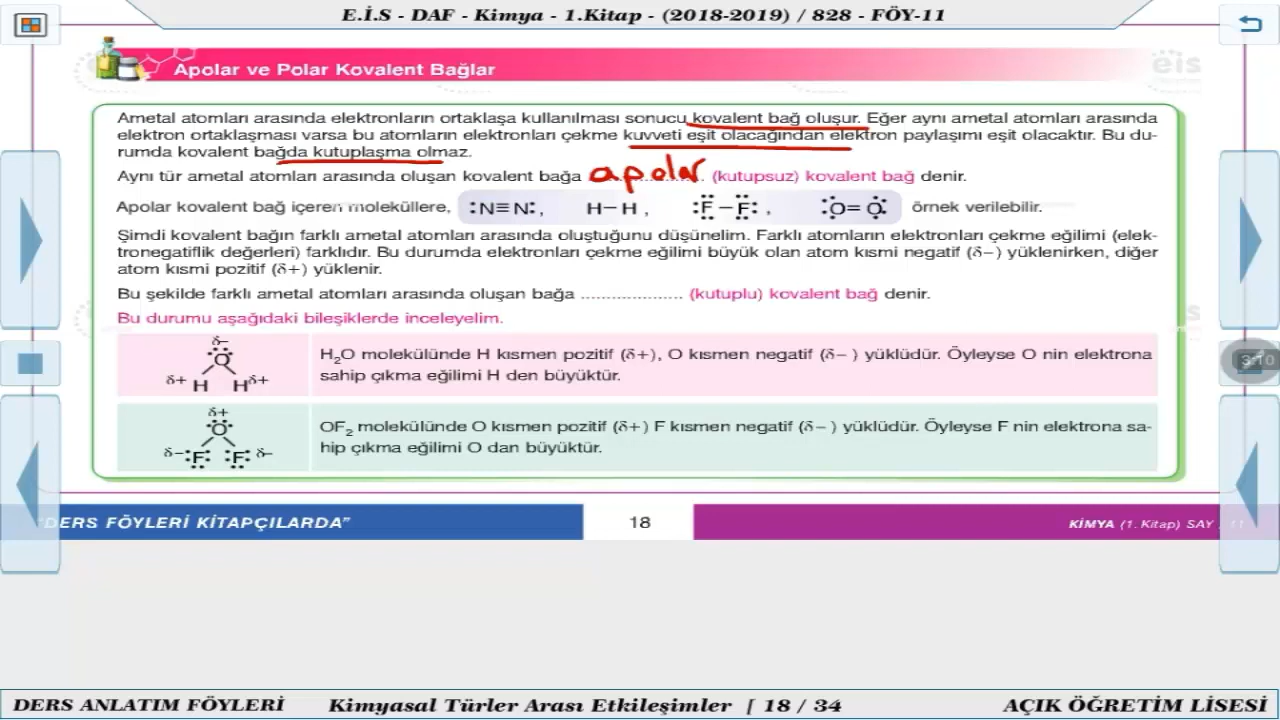 E.İ.S - DAF - Kimya - 1.Kitap - (2018-2019) / 828 - FÖY-11
Apolar ve Polar Kovalent Bağlar
eis
Ametal atomları arasında elektronların ortaklaşa kullanılması sonucu kovalent bağ oluşur. Eğer aynı ametal atomları arasında
elektron ortaklaşması varsa bu atomların elektronları çekme kuvveti eşit olacağından elektron paylaşımı eşit olacaktır. Bu du-
rumda kovalent bağda kutuplaşma olmaz.
Aynı tür ametal atomları arasında oluşan kovalent bağa apolar (kutupsuz) kovalent bağ denir.
Apolar kovalent bağ içeren moleküllere, :N≡N:, H–H, :F–F:, :O=O: örnek verilebilir.
Şimdi kovalent bağın farklı ametal atomları arasında oluştuğunu düşünelim. Farklı atomların elektronları çekme eğilimi (elek-
tronegatiflik değerleri) farklıdır. Bu durumda elektronları çekme eğilimi büyük olan atom kısmi negatif (δ–) yüklenirken, diğer
atom kısmi pozitif (δ+) yüklenir.
Bu şekilde farklı ametal atomları arasında oluşan bağa .................... (kutuplu) kovalent bağ denir.
Bu durumu aşağıdaki bileşiklerde inceleyelim.
δ–
O
δ+ H H δ+
H₂O molekülünde H kısmen pozitif (δ+), O kısmen negatif (δ– ) yüklüdür. Öyleyse O nin elektrona
sahip çıkma eğilimi H den büyüktür.
δ+
O
δ– :F: :F: δ–
OF₂ molekülünde O kısmen pozitif (δ+) F kısmen negatif (δ– ) yüklüdür. Öyleyse F nin elektrona sa-
hip çıkma eğilimi O dan büyüktür.
3:10
"DERS FÖYLERİ KİTAPÇILARDA"
18
KİMYA (1. Kitap) SAY 11
DERS ANLATIM FÖYLERİ Kimyasal Türler Arası Etkileşimler [ 18 / 34 AÇIK ÖĞRETİM LİSESİ